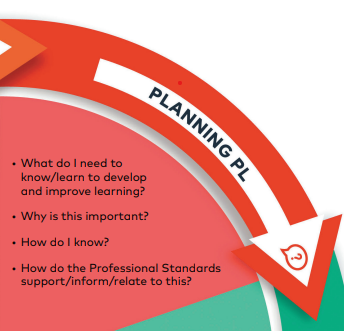 PLANNING PL
• What do I need to
know/learn to develop
and improve learning?
• Why is this important?
• How do I know?
• How do the Professional Standards
support/inform/relate to this?
?